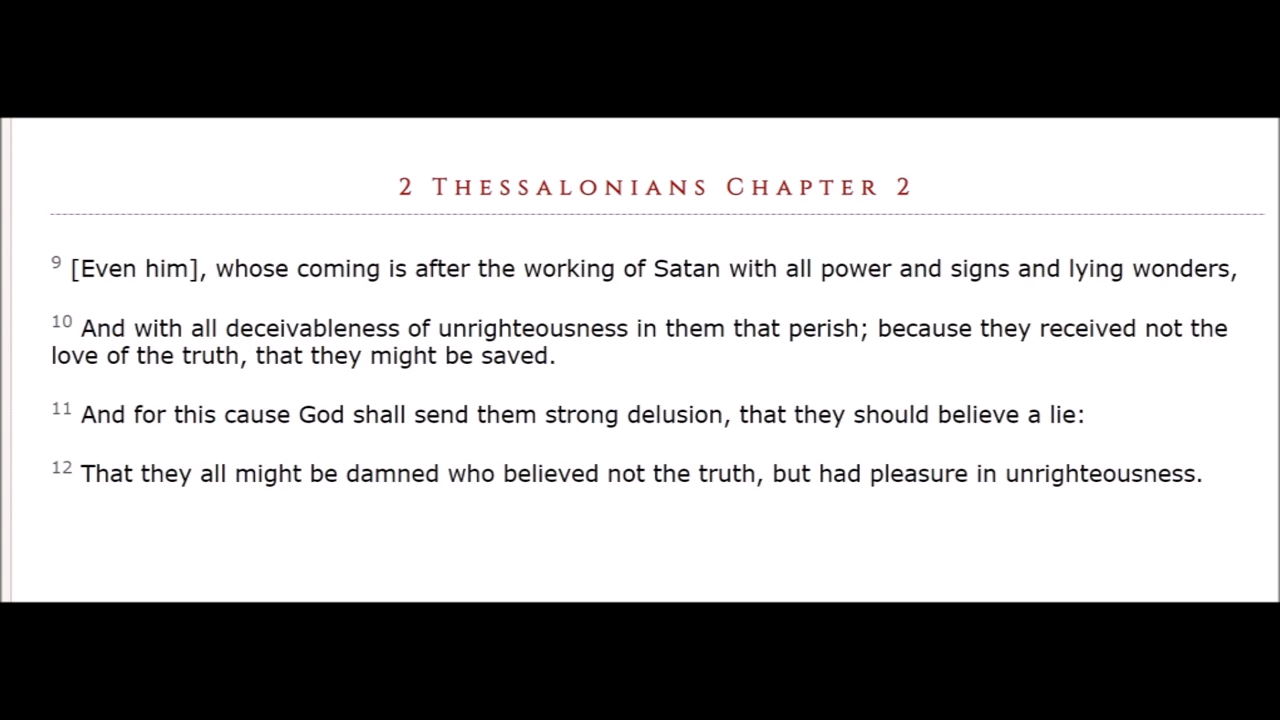 2 Thessalonians Chapter 2
9 [Even him], whose coming is after the working of Satan with all power and signs and lying wonders,
10 And with all deceivableness of unrighteousness in them that perish; because they received not the
love of the truth, that they might be saved.
11 And for this cause God shall send them strong delusion, that they should believe a lie:
12 That they all might be damned who believed not the truth, but had pleasure in unrighteousness.